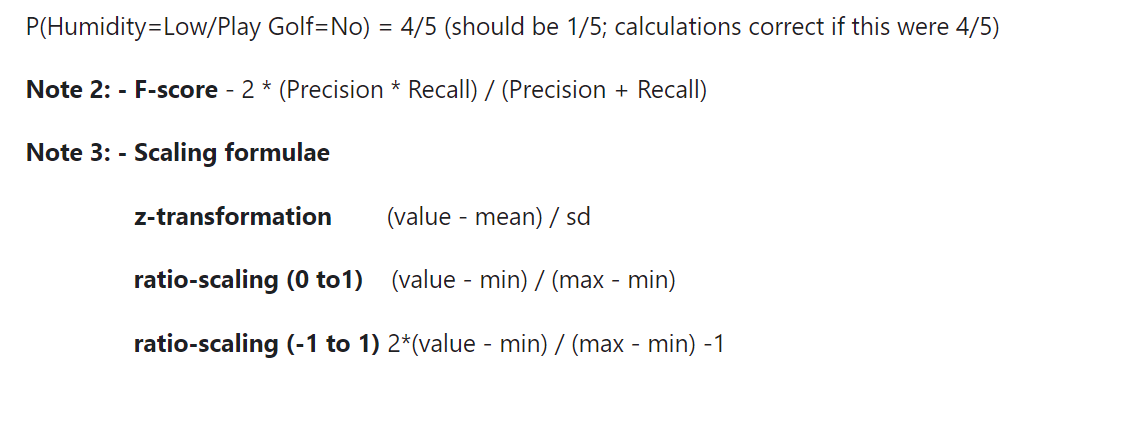 P(Humidity=Low/Play Golf=No) = 4/5 (should be 1/5; calculations correct if this were 4/5)
Note 2: - F-score - 2 * (Precision * Recall) / (Precision + Recall)
Note 3: - Scaling formulae
z-transformation (value - mean) / sd
ratio-scaling (0 to1) (value - min) / (max - min)
ratio-scaling (-1 to 1) 2*(value - min) / (max - min) -1